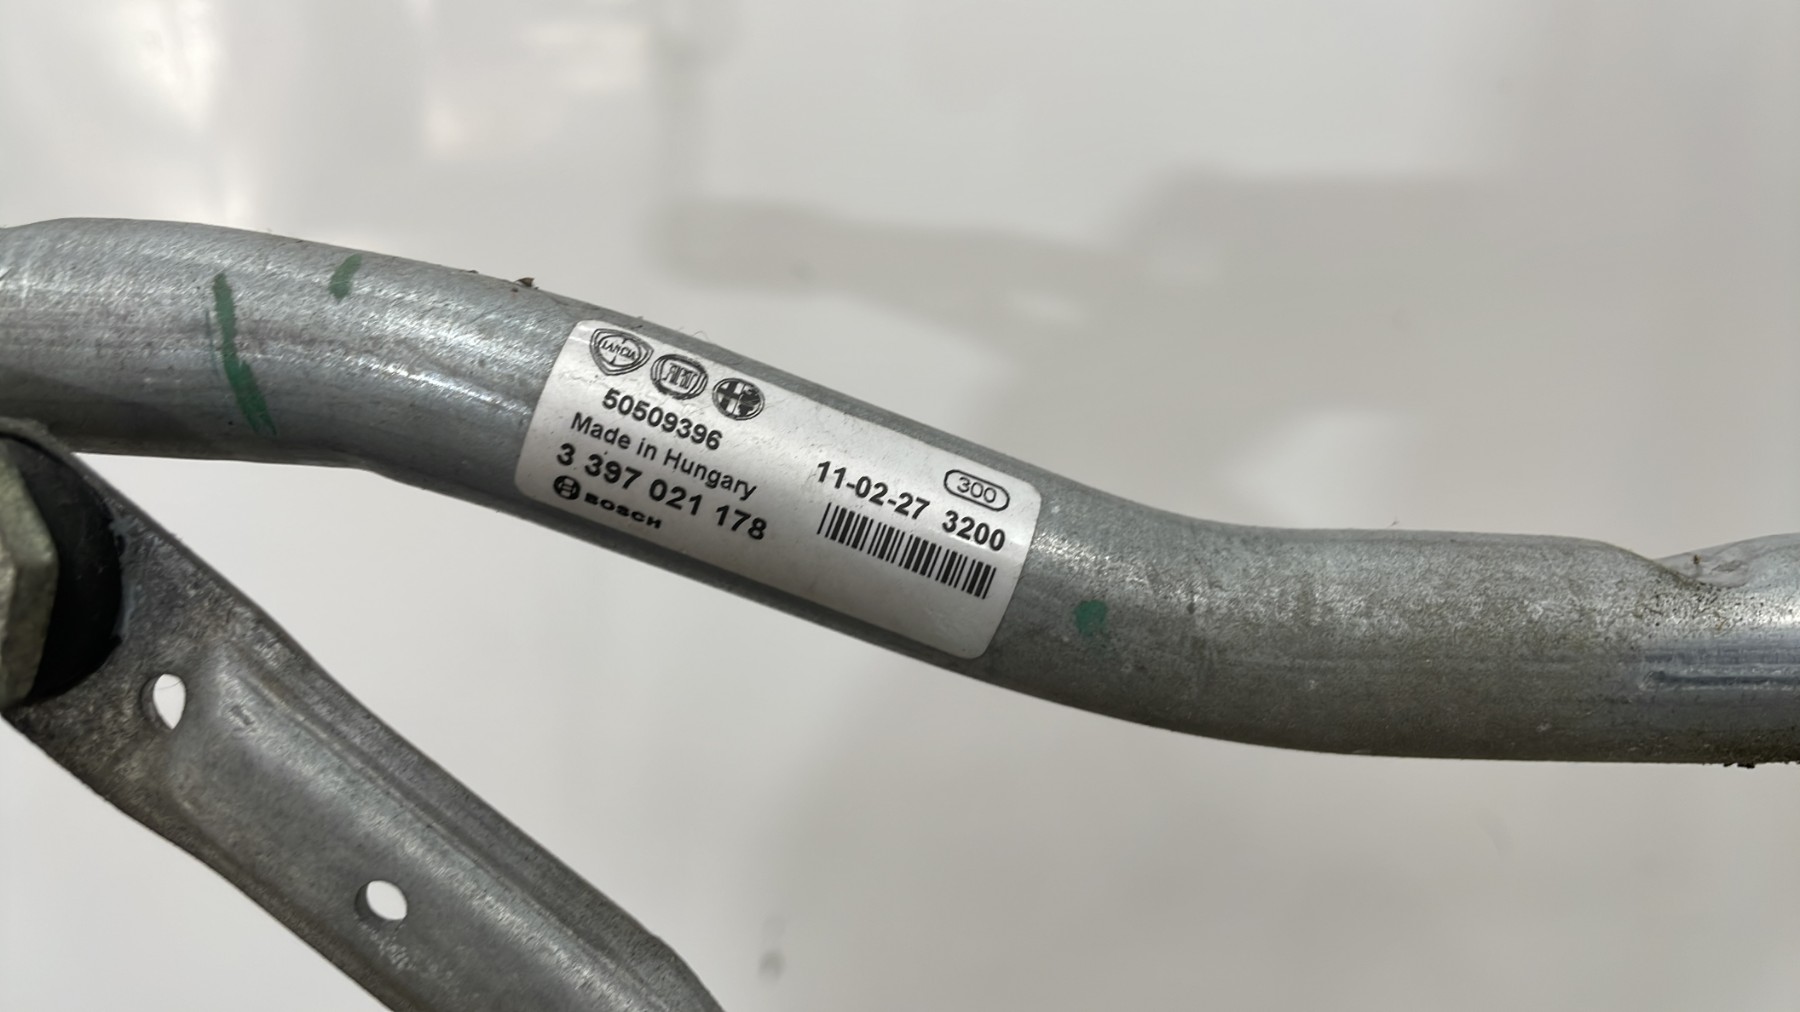 LANCIA FIAT
50509396
Made in Hungary
3 397 021 178
BOSCH
300
11-02-27 3200